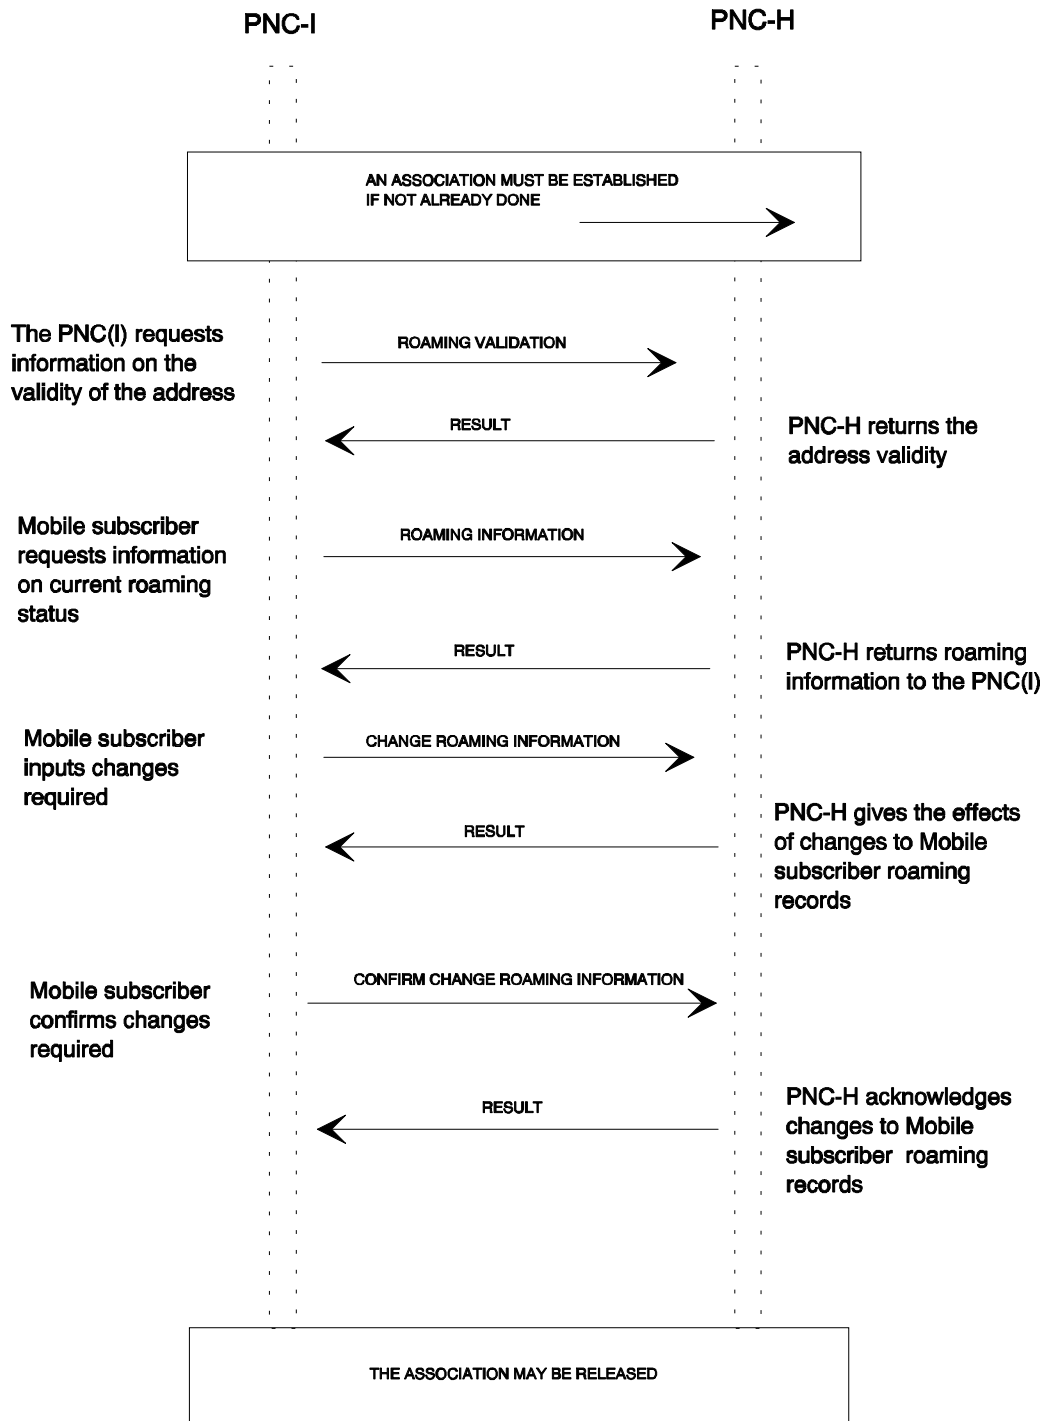 PNC-I
PNC-H
AN ASSOCIATION MUST BE ESTABLISHED
IF NOT ALREADY DONE
The PNC(I) requests
information on the
validity of the address
ROAMING VALIDATION
RESULT
PNC-H returns the
address validity
Mobile subscriber
requests information
on current roaming
status
ROAMING INFORMATION
RESULT
PNC-H returns roaming
information to the PNC(I)
Mobile subscriber
inputs changes
required
CHANGE ROAMING INFORMATION
RESULT
PNC-H gives the effects
of changes to Mobile
subscriber roaming
records
Mobile subscriber
confirms changes
required
CONFIRM CHANGE ROAMING INFORMATION
RESULT
PNC-H acknowledges
changes to Mobile
subscriber roaming
records
THE ASSOCIATION MAY BE RELEASED